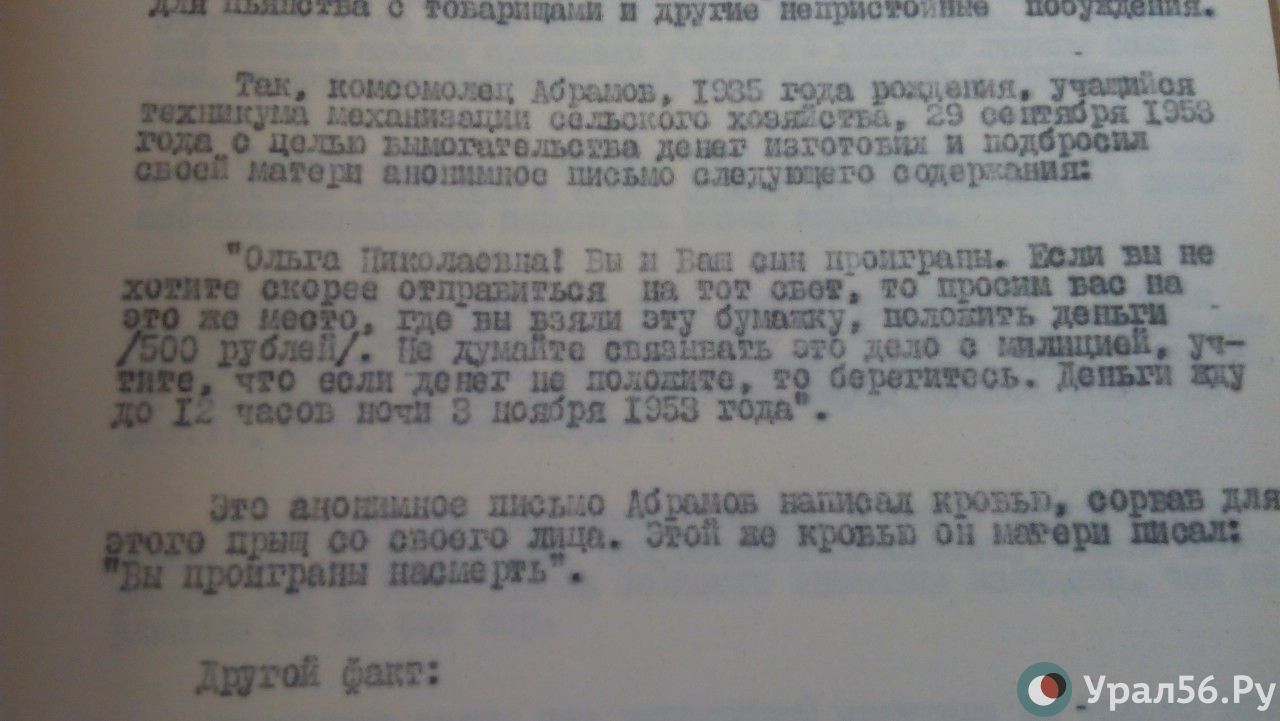 для пьянства с товарищами и другие непристойные побуждения.
Так, комсомолец Абрамов, 1935 года рождения, учащийся
техникума механизации сельского хозяйства, 29 сентября 1953
года с целью вымогательства денег изготовил и подбросил
своей матери анонимное письмо следующего содержания:
"Ольга Николаевна! Вы и Ваш сын проиграны. Если вы не
хотите скорее отправиться на тот свет, то просим вас на
это же место, где вы взяли эту бумажку, положить деньги
/500 рублей/. Не думайте связывать это дело с милицией, уч-
тите, что если денег не положите, то берегитесь. Деньги жду
до 12 часов ночи 3 ноября 1953 года".
Это анонимное письмо Абрамов написал кровью, сорвав для
этого прыщ со своего лица. Этой же кровью он матери писал:
"Вы проиграны насмерть".
Другой факт:
Урал56.Ру